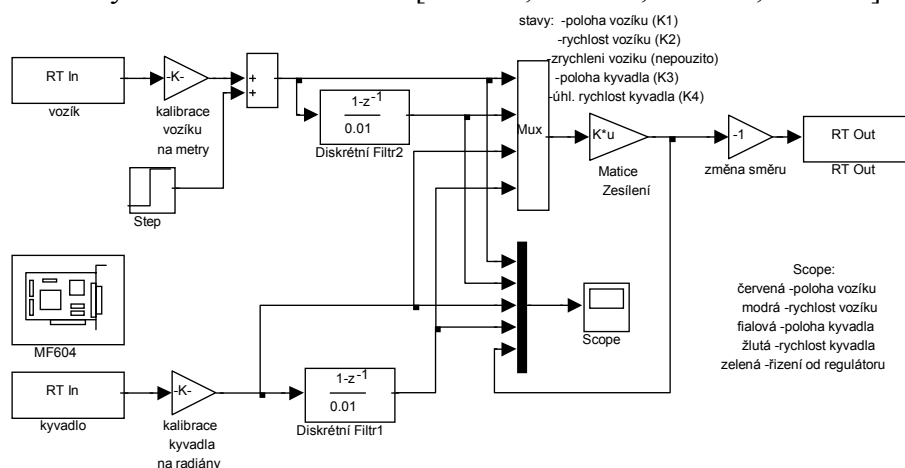 stavy: -poloha vozíku (K1)
-rychlost vozíku (K2)
-zrychleni voziku (nepouzito)
-poloha kyvadla (K3)
-úhl. rychlost kyvadla (K4)
RT In
vozík
-K-
kalibrace
vozíku
na metry
+
+
1-z-1
0.01
Diskrétní Filtr2
Step
Mux
K*u
Matice
Zesílení
-1
změna směru
RT Out
RT Out
MF604
Scope
Scope:
červená -poloha vozíku
modrá -rychlost vozíku
fialová -poloha kyvadla
žlutá -rychlost kyvadla
zelená -řizení od regulátoru
RT In
kyvadlo
-K-
kalibrace
kyvadla
na radiány
1-z-1
0.01
Diskrétní Filtr1